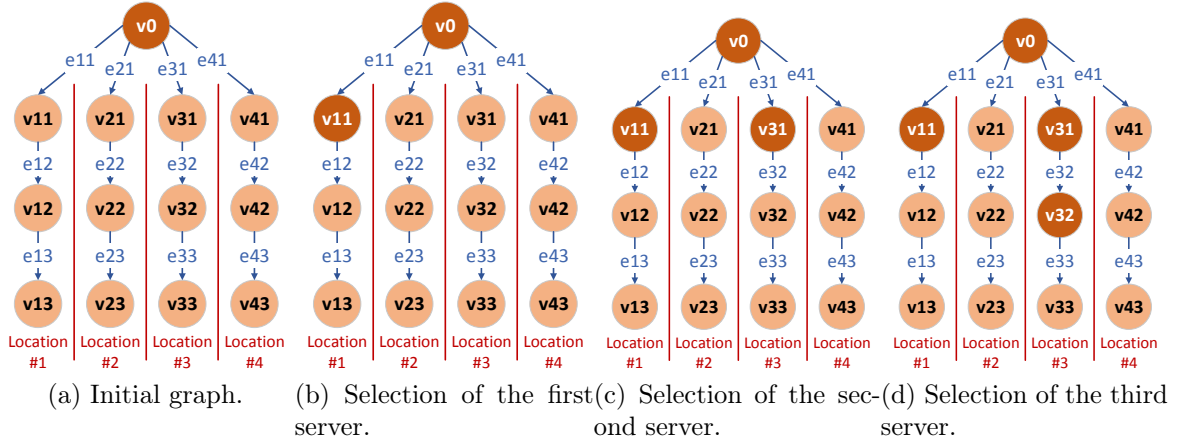 v0
e11 e21 e31 e41
v11 v21 v31 v41
e12 e22 e32 e42
v12 v22 v32 v42
e13 e23 e33 e43
v13 v23 v33 v43
Location Location Location Location
#1 #2 #3 #4
(a) Initial graph.
v0
e11 e21 e31 e41
v11 v21 v31 v41
e12 e22 e32 e42
v12 v22 v32 v42
e13 e23 e33 e43
v13 v23 v33 v43
Location Location Location Location
#1 #2 #3 #4
(b) Selection of the first
server.
v0
e11 e21 e31 e41
v11 v21 v31 v41
e12 e22 e32 e42
v12 v22 v32 v42
e13 e23 e33 e43
v13 v23 v33 v43
Location Location Location Location
#1 #2 #3 #4
(c) Selection of the sec-
ond server.
v0
e11 e21 e31 e41
v11 v21 v31 v41
e12 e22 e32 e42
v12 v22 v32 v42
e13 e23 e33 e43
v13 v23 v33 v43
Location Location Location Location
#1 #2 #3 #4
(d) Selection of the third
server.